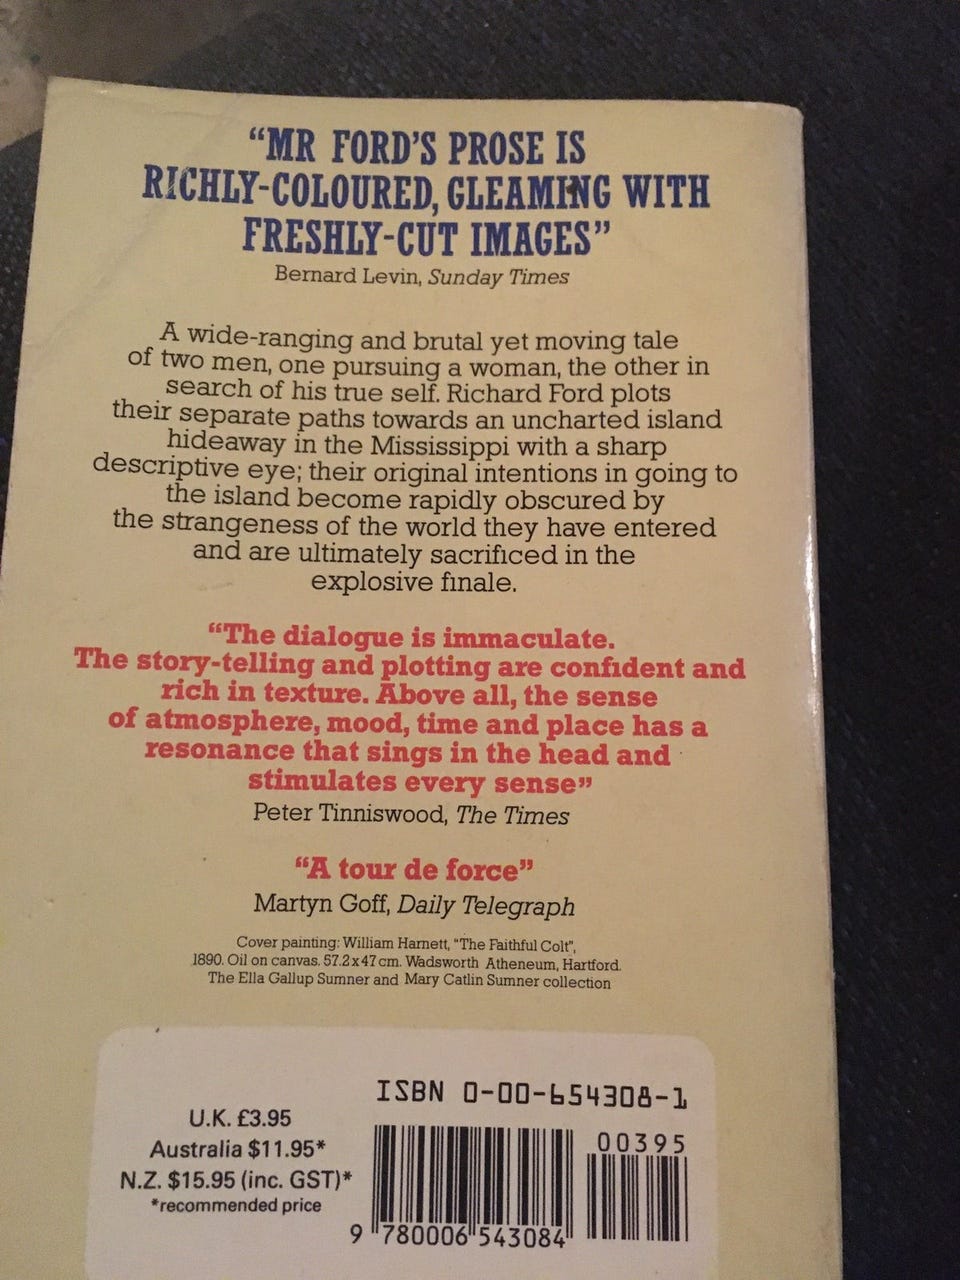 “MR FORD’S PROSE IS
RICHLY-COLOURED, GLEAMING WITH
FRESHLY-CUT IMAGES”
Bernard Levin, Sunday Times
A wide-ranging and brutal yet moving tale
of two men, one pursuing a woman, the other in
search of his true self. Richard Ford plots
their separate paths towards an uncharted island
hideaway in the Mississippi with a sharp
descriptive eye; their original intentions in going to
the island become rapidly obscured by
the strangeness of the world they have entered
and are ultimately sacrificed in the
explosive finale.
“The dialogue is immaculate.
The story-telling and plotting are confident and
rich in texture. Above all, the sense
of atmosphere, mood, time and place has a
resonance that sings in the head and
stimulates every sense”
Peter Tinniswood, The Times
“A tour de force”
Martyn Goff, Daily Telegraph
Cover painting: William Harnett, “The Faithful Colt”,
1890. Oil on canvas. 57.2x47cm. Wadsworth Atheneum, Hartford.
The Ella Gallup Sumner and Mary Catlin Sumner collection
ISBN 0-00-654308-1
U.K. £3.95
Australia $11.95*
N.Z. $15.95 (inc. GST)*
*recommended price
00395
9 780006 543084